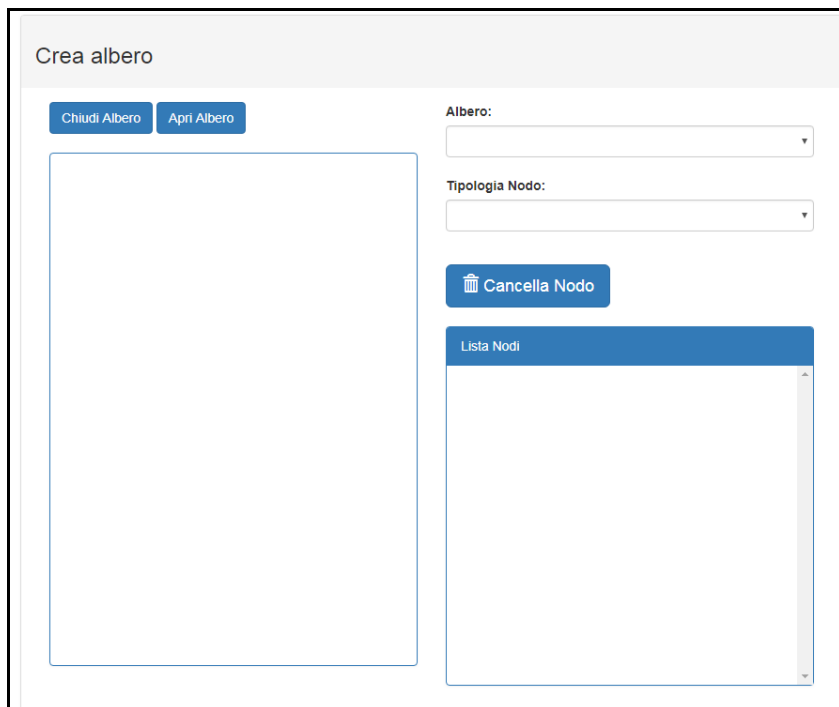 Crea albero
Chiudi Albero Apri Albero
Albero:
Tipologia Nodo:
Cancella Nodo
Lista Nodi